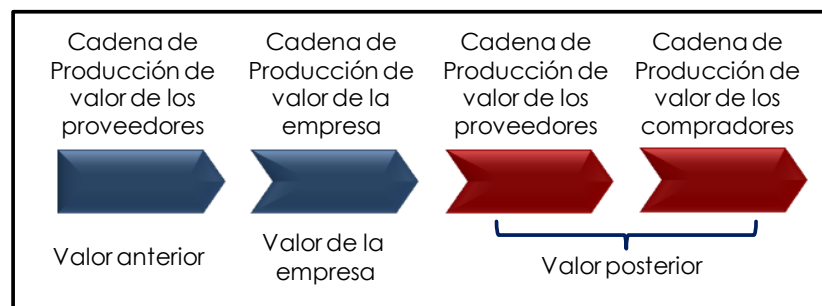 Cadena de
Producción de
valor de los
proveedores
Cadena de
Producción de
valor de la
empresa
Cadena de
Producción de
valor de los
proveedores
Cadena de
Producción de
valor de los
compradores
Valor anterior
Valor de la
empresa
Valor posterior